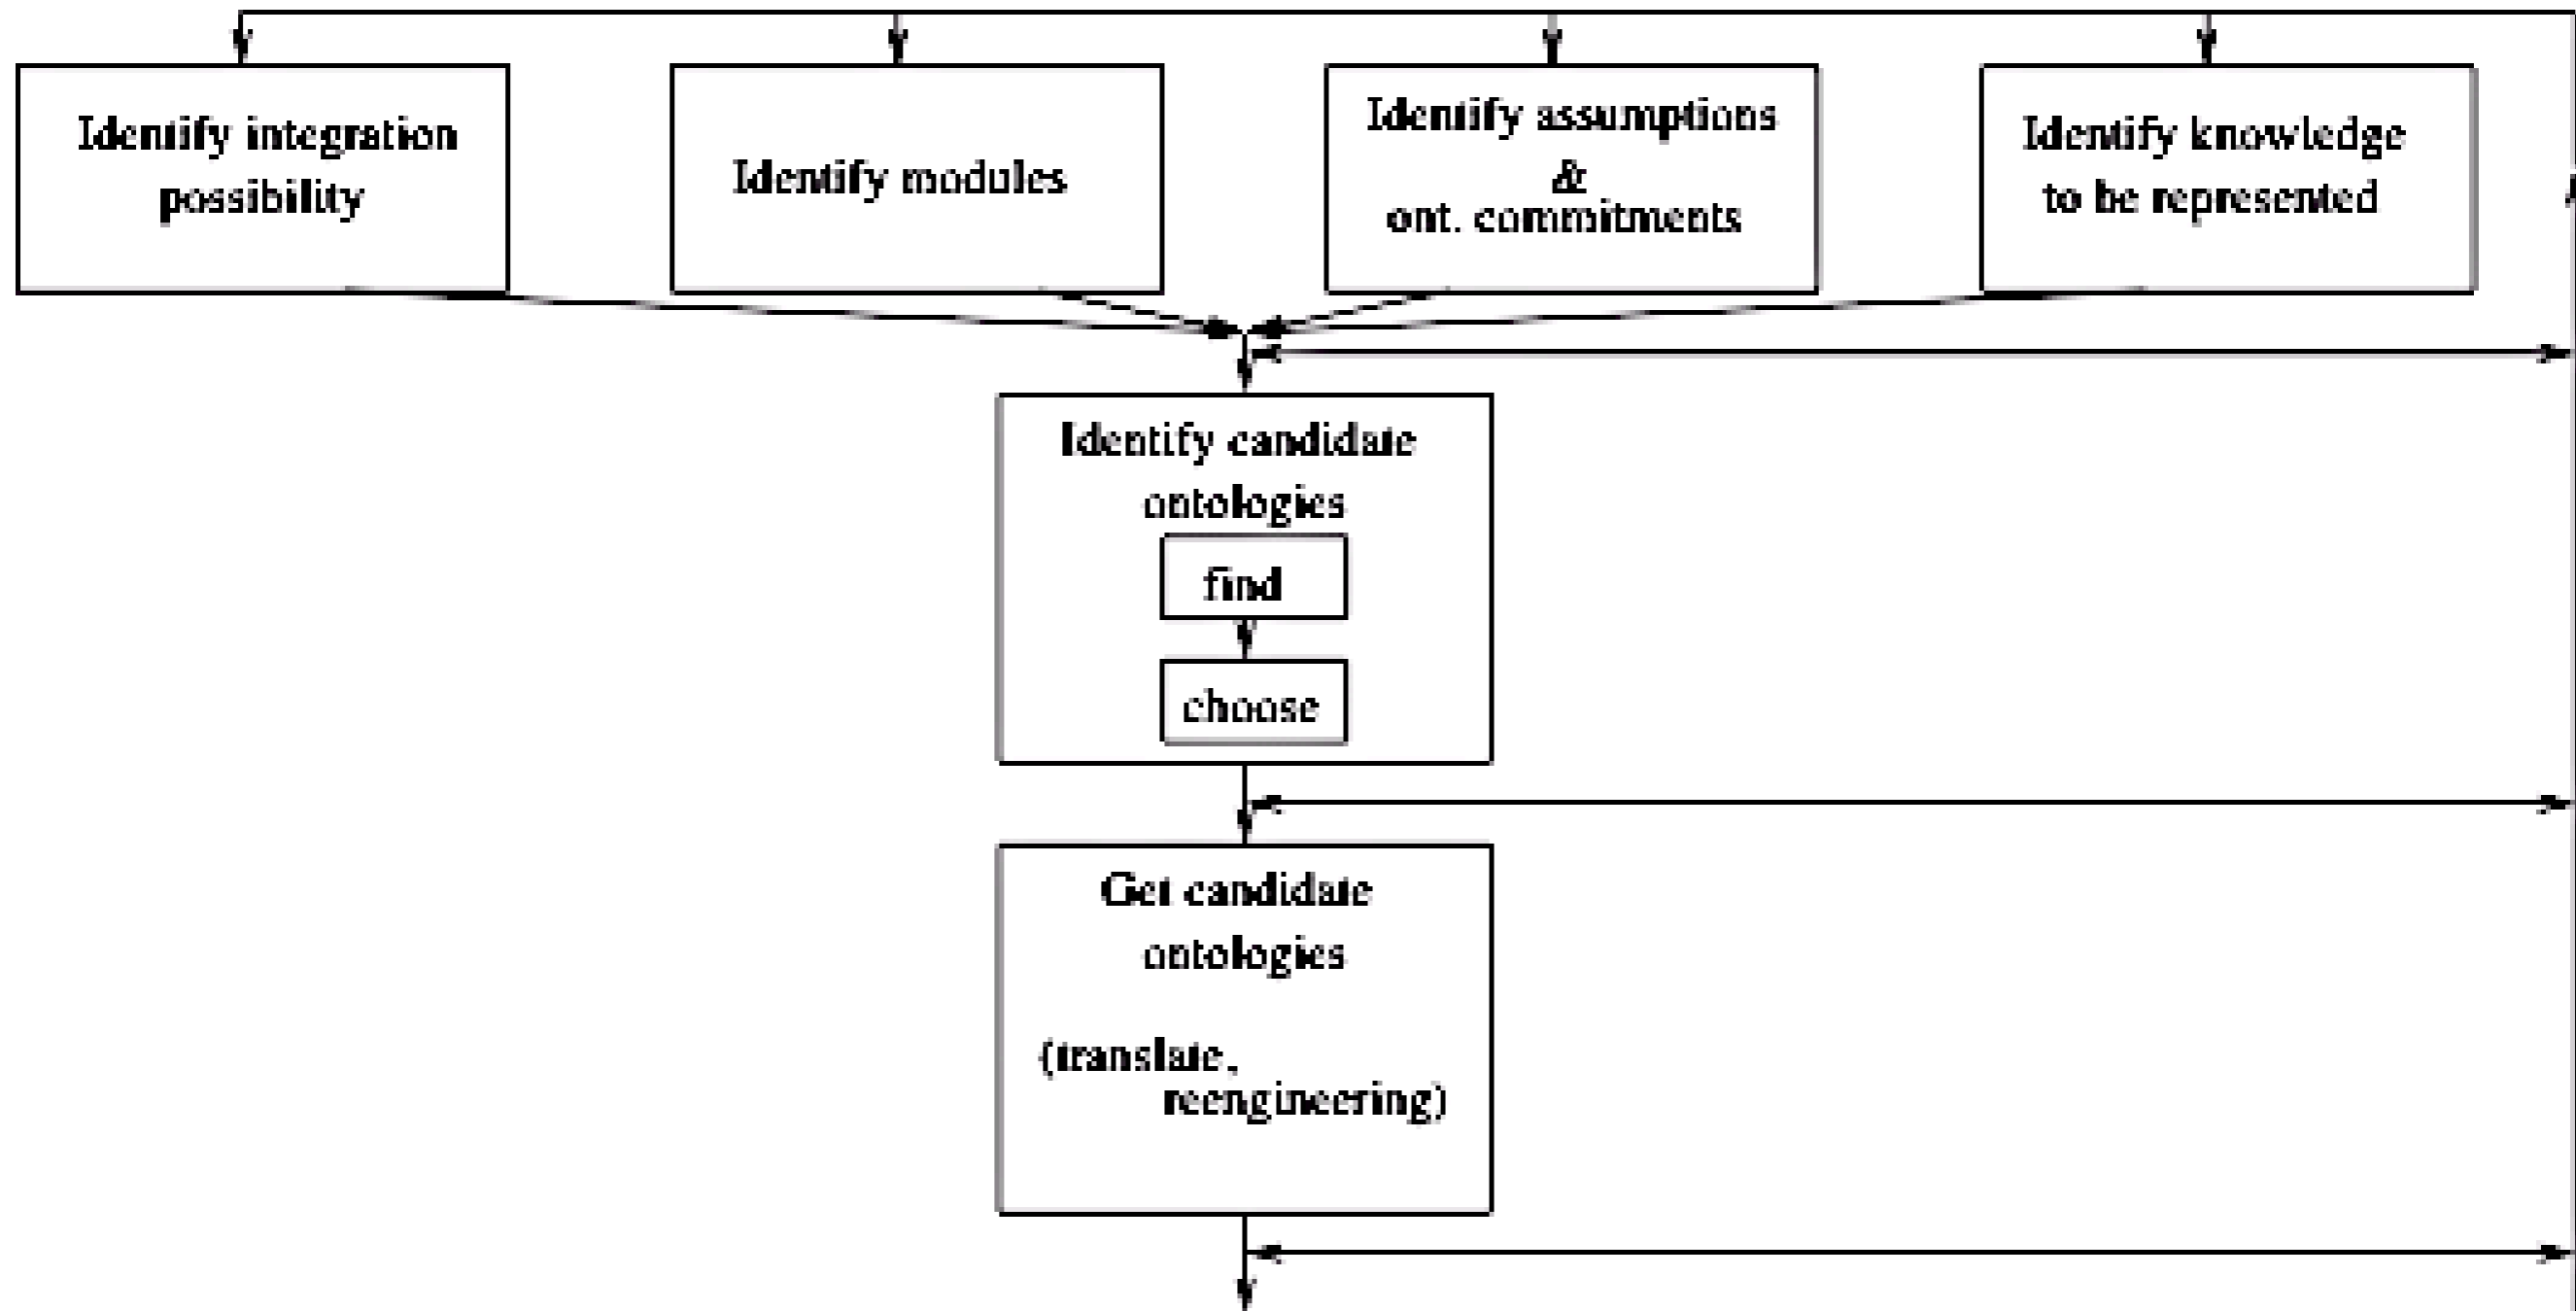 Identify integration
possibility
Identify modules
Identify assumptions
&
ont. commitments
Identify knowledge
to be represented
Identify candidate
ontologies
find
choose
Get candidate
ontologies
(translate,
reengineering)